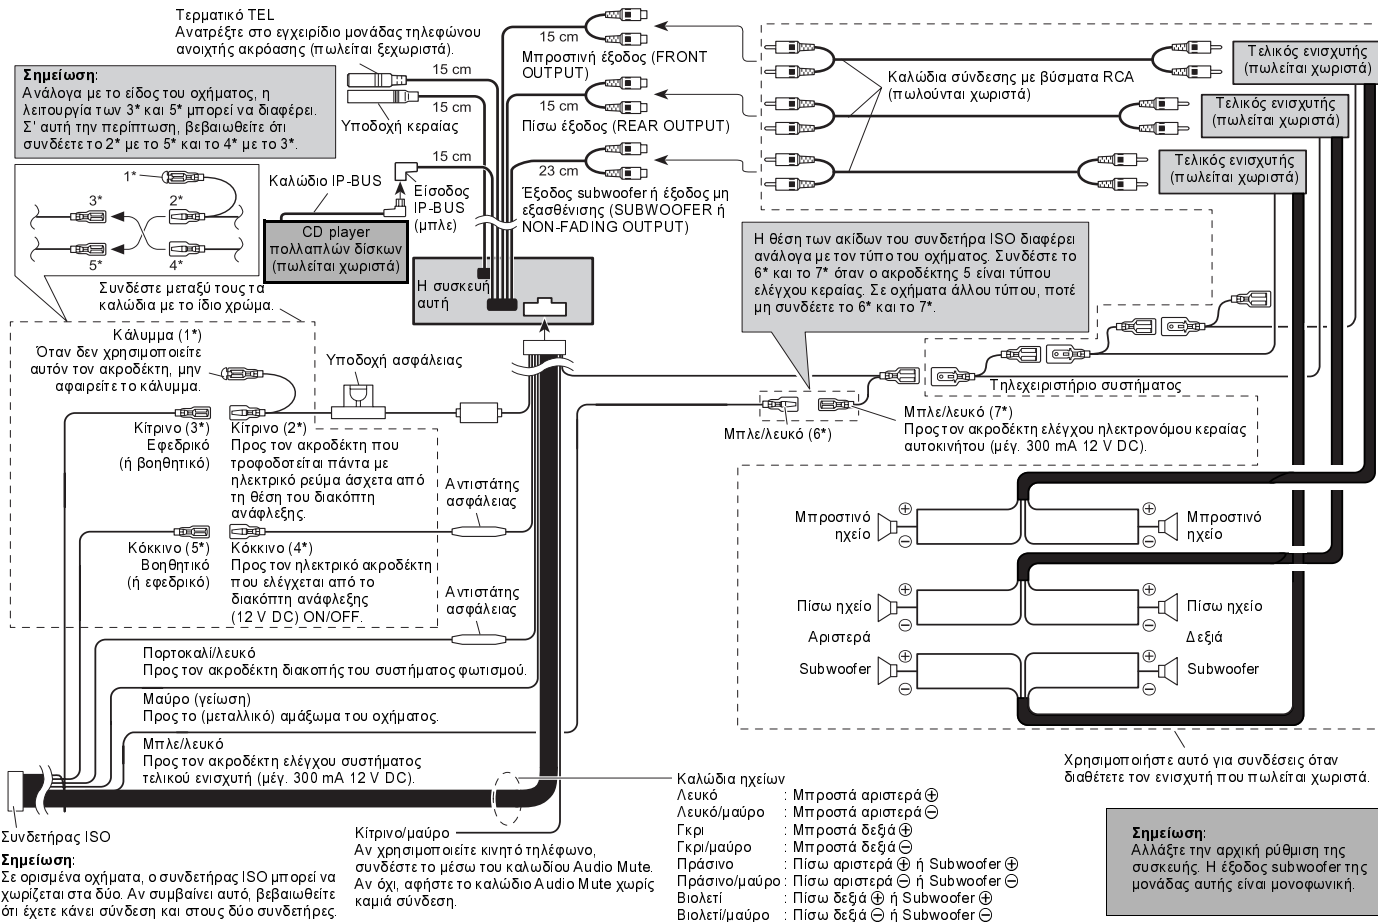 Τερματικό TEL
Ανατρέξτε στο εγχειρίδιο μονάδας τηλεφώνου
ανοιχτής ακρόασης (πωλείται ξεχωριστά).
15 cm
Μπροστινή έξοδος (FRONT
OUTPUT)
Σημείωση:
Ανάλογα με το είδος του οχήματος, η
λειτουργία των 3* και 5* μπορεί να διαφέρει.
Σ' αυτή την περίπτωση, βεβαιωθείτε ότι
συνδέετε το 2* με το 5* και το 4* με το 3*.
15 cm
15 cm
Υποδοχή κεραίας
15 cm
Πίσω έξοδος (REAR OUTPUT)
Καλώδια σύνδεσης με βύσματα RCA
(πωλούνται χωριστά)
Τελικός ενισχυτής
(πωλείται χωριστά)
Τελικός ενισχυτής
(πωλείται χωριστά)
Τελικός ενισχυτής
(πωλείται χωριστά)
15 cm
23 cm
Έξοδος subwoofer ή έξοδος μη
εξασθένισης (SUBWOOFER ή
NON-FADING OUTPUT)
1*
3*
2*
5*
4*
Καλώδιο IP-BUS
Είσοδος
IP-BUS
(μπλε)
CD player
πολλαπλών δίσκων
(πωλείται χωριστά)
Η συσκευή
αυτή
Η θέση των ακίδων του συνδετήρα ISO διαφέρει
ανάλογα με τον τύπο του οχήματος. Συνδέστε το
6* και το 7* όταν ο ακροδέκτης 5 είναι τύπου
ελέγχου κεραίας. Σε οχήματα άλλου τύπου, ποτέ
μη συνδέετε το 6* και το 7*.
Συνδέστε μεταξύ τους τα
καλώδια με το ίδιο χρώμα.
Κάλυμμα (1*)
Όταν δεν χρησιμοποιείτε
αυτόν τον ακροδέκτη, μην
αφαιρείτε το κάλυμμα.
Υποδοχή ασφάλειας
Τηλεχειριστήριο συστήματος
Μπλε/λευκό (6*)
Μπλε/λευκό (7*)
Προς τον ακροδέκτη ελέγχου ηλεκτρονόμου κεραίας
αυτοκινήτου (μέγ. 300 mA 12 V DC).
Κίτρινο (3*)
Εφεδρικό
(ή βοηθητικό)
Κίτρινο (2*)
Προς τον ακροδέκτη που
τροφοδοτείται πάντα με
ηλεκτρικό ρεύμα άσχετα από
τη θέση του διακόπτη
ανάφλεξης.
Αντιστάτης
ασφάλειας
Κόκκινο (5*)
Βοηθητικό
(ή εφεδρικό)
Κόκκινο (4*)
Προς τον ηλεκτρικό ακροδέκτη
που ελέγχεται από το
διακόπτη ανάφλεξης
(12 V DC) ON/OFF.
Αντιστάτης
ασφάλειας
Μπροστινό
ηχείο
⊕
⊖
⊕
⊖
Μπροστινό
ηχείο
Πίσω ηχείο
⊕
⊖
⊕
⊖
Πίσω ηχείο
Αριστερά
Δεξιά
Subwoofer
⊕
⊖
⊕
⊖
Subwoofer
Πορτοκαλί/λευκό
Προς τον ακροδέκτη διακοπής του συστήματος φωτισμού.
Μαύρο (γείωση)
Προς το (μεταλλικό) αμάξωμα του οχήματος.
Μπλε/λευκό
Προς τον ακροδέκτη ελέγχου συστήματος
τελικού ενισχυτή (μέγ. 300 mA 12 V DC).
Χρησιμοποιήστε αυτό για συνδέσεις όταν
διαθέτετε τον ενισχυτή που πωλείται χωριστά.
Συνδετήρας ISO
Σημείωση:
Σε ορισμένα οχήματα, ο συνδετήρας ISO μπορεί να
χωρίζεται στα δύο. Αν συμβαίνει αυτό, βεβαιωθείτε
ότι έχετε κάνει σύνδεση και στους δύο συνδετήρες.
Κίτρινο/μαύρο
Αν χρησιμοποιείτε κινητό τηλέφωνο,
συνδέστε το μέσω του καλωδίου Audio Mute.
Αν όχι, αφήστε το καλώδιο Audio Mute χωρίς
καμιά σύνδεση.
Καλώδια ηχείων
Λευκό : Μπροστά αριστερά ⊕
Λευκό/μαύρο : Μπροστά αριστερά ⊖
Γκρι : Μπροστά δεξιά ⊕
Γκρι/μαύρο : Μπροστά δεξιά ⊖
Πράσινο : Πίσω αριστερά ⊕ ή Subwoofer ⊕
Πράσινο/μαύρο : Πίσω αριστερά ⊖ ή Subwoofer ⊖
Βιολετί : Πίσω δεξιά ⊕ ή Subwoofer ⊕
Βιολετί/μαύρο : Πίσω δεξιά ⊖ ή Subwoofer ⊖
Σημείωση:
Αλλάξτε την αρχική ρύθμιση της
συσκευής. Η έξοδος subwoofer της
μονάδας αυτής είναι μονοφωνική.